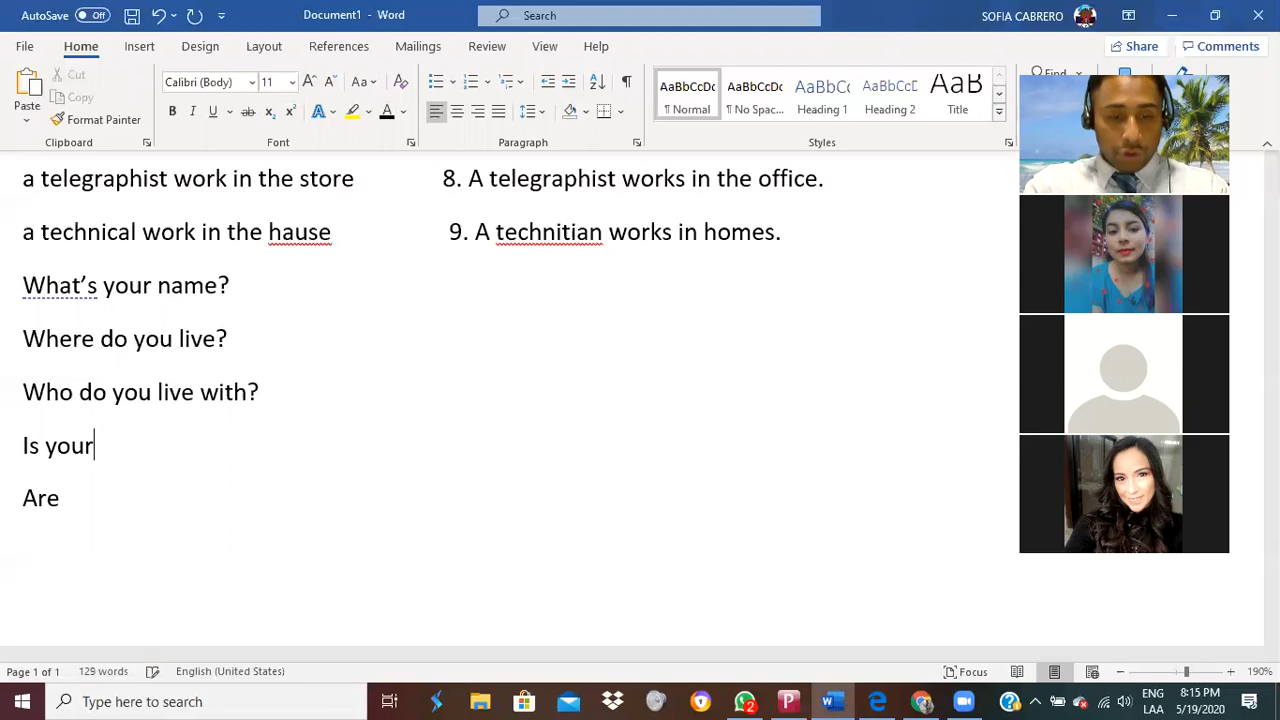 AutoSave Off Document1 - Word Search SOFIA CABRERO
File Home Insert Design Layout References Mailings Review View Help Share Comments
Paste Cut Copy Format Painter
Calibri (Body) 11
AaBbCcDc AaBbCcDc AaBbCc AaBbCcD AaB
¶ Normal ¶ No Spac... Heading 1 Heading 2 Title
Find
Clipboard Font Paragraph Styles
a telegraphist work in the store 8. A telegraphist works in the office.
a technical work in the hause 9. A technitian works in homes.
What's your name?
Where do you live?
Who do you live with?
Is your
Are
Page 1 of 1 129 words English (United States) Focus 190%
Type here to search 2 ENG LAA 8:15 PM 5/19/2020